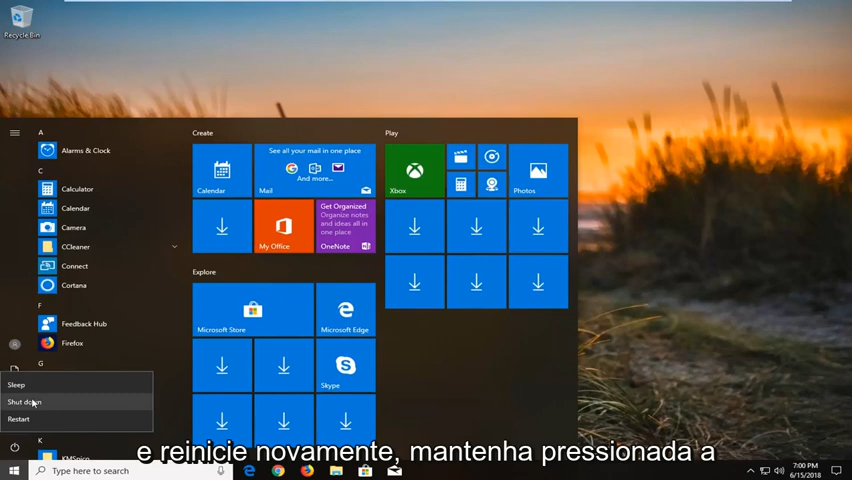 Recycle Bin
A
Alarms & Clock
C
Calculator
Calendar
Camera
CCleaner
Connect
Cortana
F
Feedback Hub
Firefox
G
Sleep
Shut down
Restart
K
KMSpico
Create
Calendar
See all your mail in one place
And more...
Mail
My Office
Get Organized
Organize notes
and ideas all in
one place
OneNote
Explore
Microsoft Store
Microsoft Edge
Skype
Play
Xbox
Photos
e reinicie novamente, mantenha pressionada a
Type here to search
7:00 PM
6/15/2018